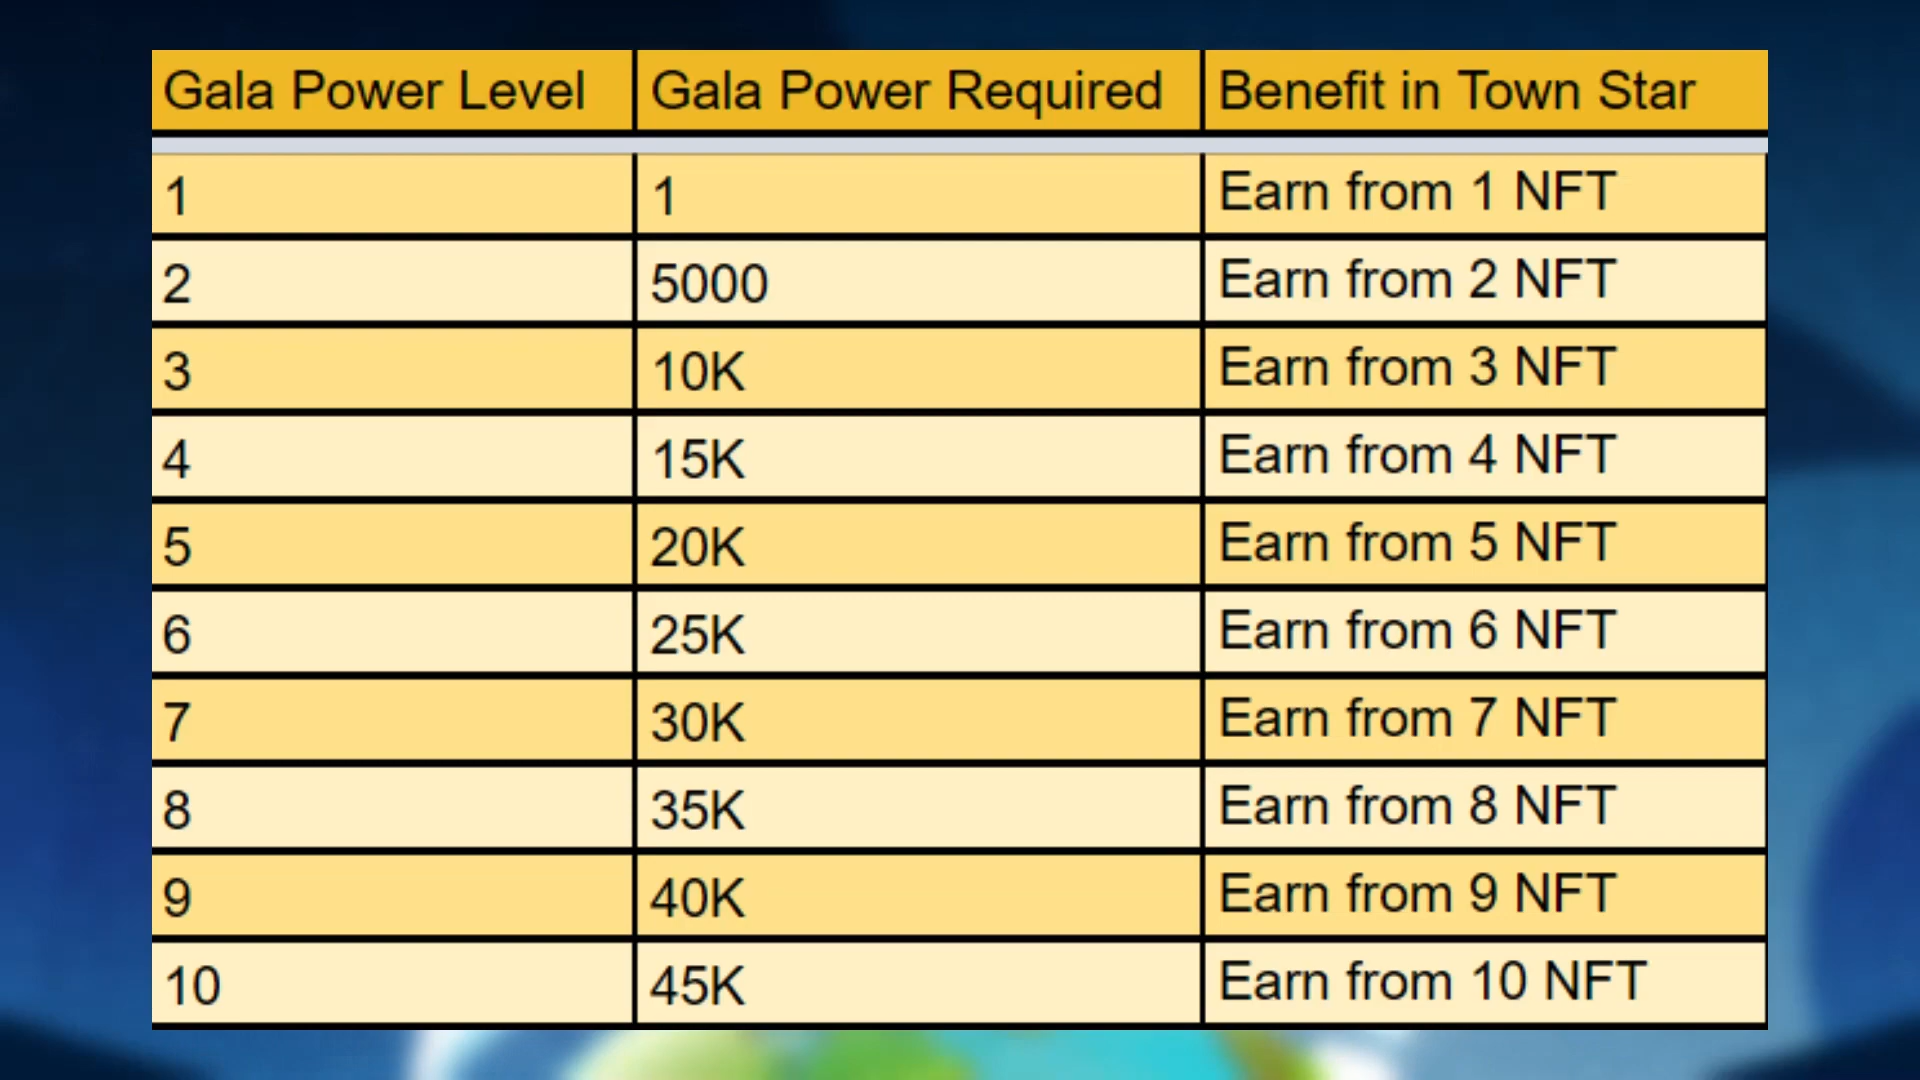 Gala Power Level Gala Power Required Benefit in Town Star
1 1 Earn from 1 NFT
2 5000 Earn from 2 NFT
3 10K Earn from 3 NFT
4 15K Earn from 4 NFT
5 20K Earn from 5 NFT
6 25K Earn from 6 NFT
7 30K Earn from 7 NFT
8 35K Earn from 8 NFT
9 40K Earn from 9 NFT
10 45K Earn from 10 NFT